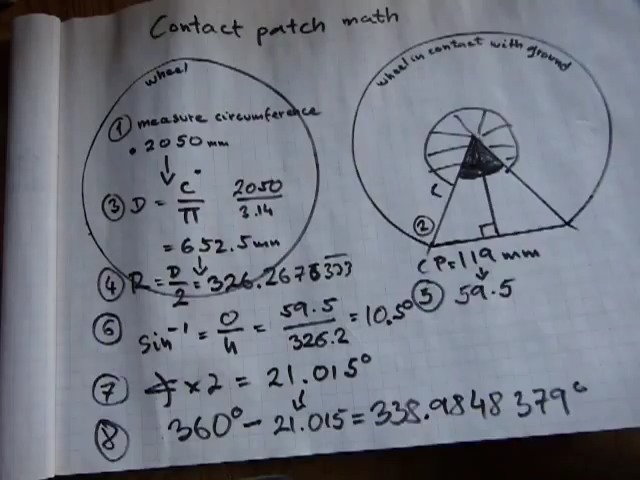 Contact patch math
wheel
① measure circumference
• 2050 mm
③ D = C / π 2050 / 3.14
= 652.5 mm
④ R = D / 2 = 326.267
⑥ sin⁻¹ = O / H = 59.5 / 326.2 = 10.5°
⑦ ∡ × 2 = 21.015°
⑧ 360° - 21.015 = 338.9848379°
wheel in contact with ground
C
②
CP = 119 mm
⑤ 59.5